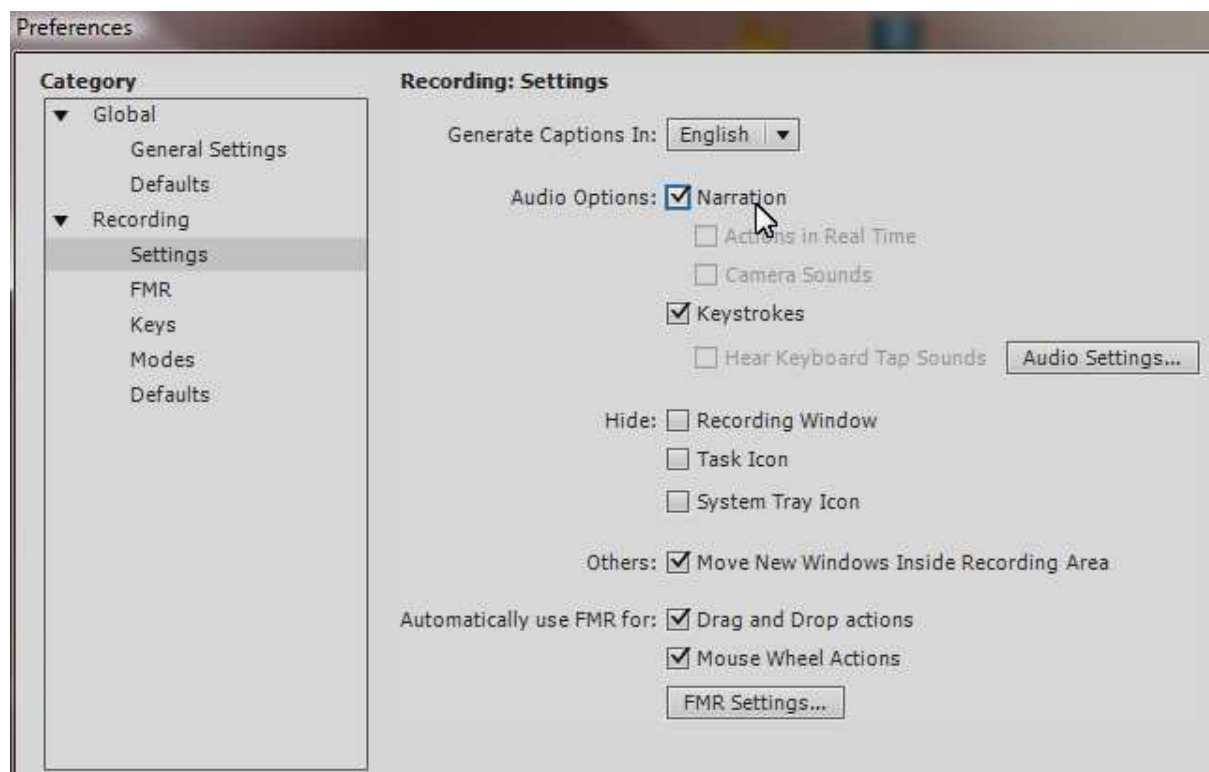 Preferences
Category
Global
General Settings
Defaults
Recording
Settings
FMR
Keys
Modes
Defaults
Recording: Settings
Generate Captions In: English
Audio Options: Narration
Actions in Real Time
Camera Sounds
Keystrokes
Hear Keyboard Tap Sounds Audio Settings...
Hide: Recording Window
Task Icon
System Tray Icon
Others: Move New Windows Inside Recording Area
Automatically use FMR for: Drag and Drop actions
Mouse Wheel Actions
FMR Settings...